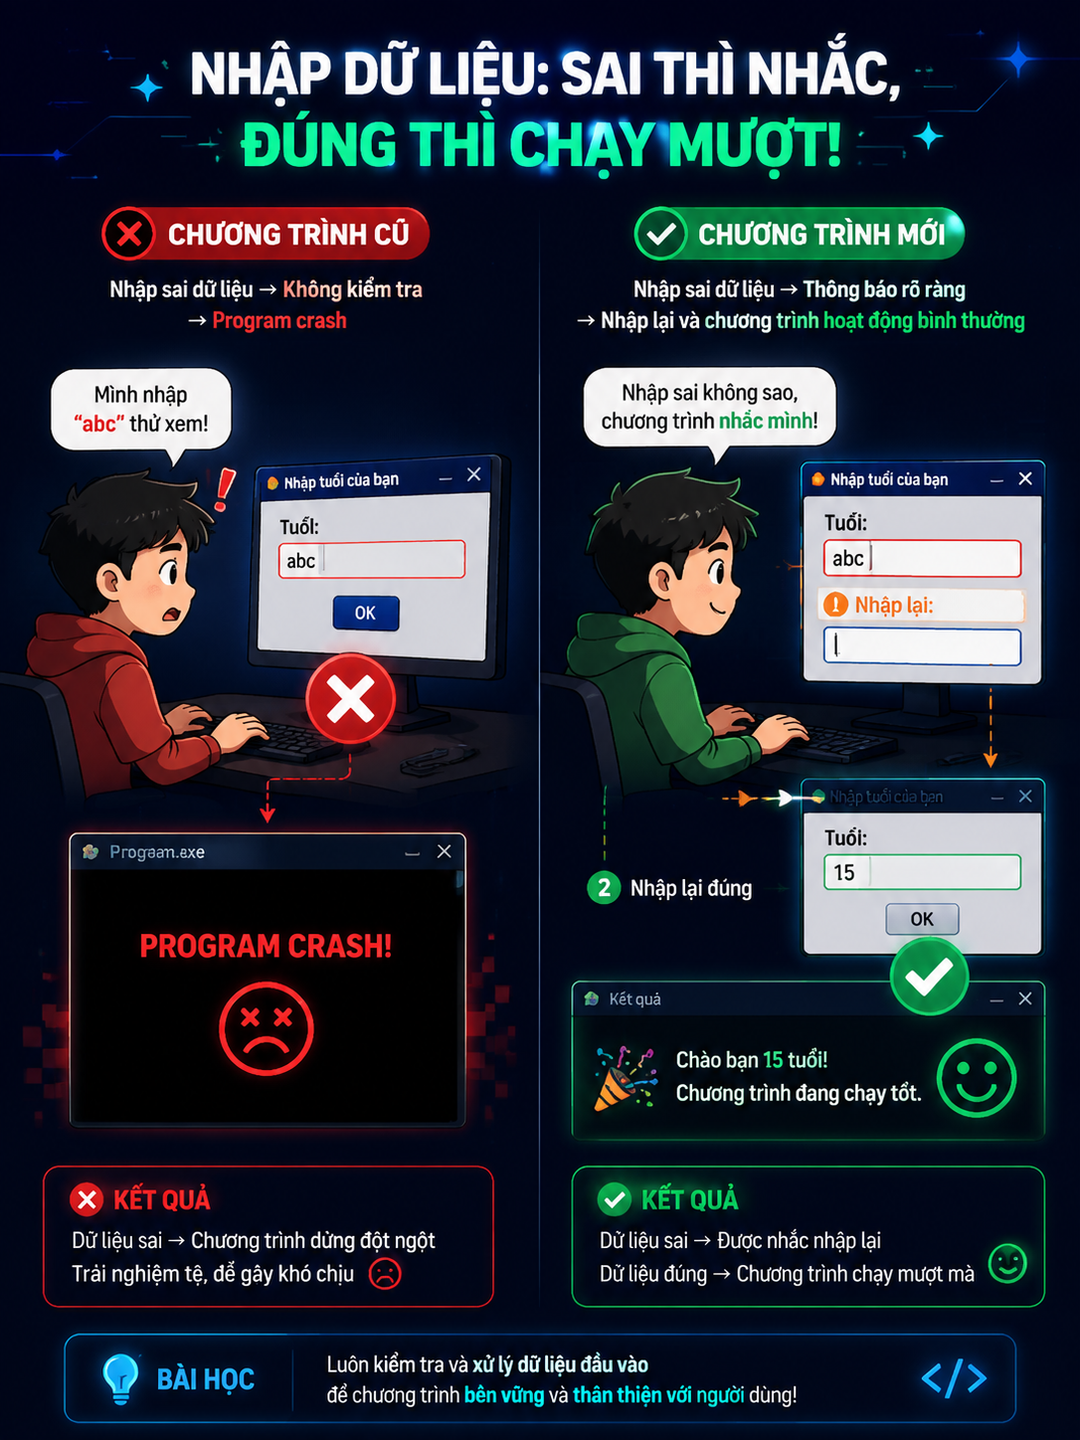 NHẬP DỮ LIỆU: SAI THÌ NHẮC,
ĐÚNG THÌ CHẠY MƯỢT!
CHƯƠNG TRÌNH CŨ
Nhập sai dữ liệu → Không kiểm tra
→ Program crash
Mình nhập
“abc” thử xem!
Nhập tuổi của bạn
Tuổi:
abc
OK
Program.exe
PROGRAM CRASH!
KẾT QUẢ
Dữ liệu sai → Chương trình dừng đột ngột
Trải nghiệm tệ, dể gây khó chịu
CHƯƠNG TRÌNH MỚI
Nhập sai dữ liệu → Thông báo rõ ràng
→ Nhập lại và chương trình hoạt động bình thường
Nhập sai không sao,
chương trình nhắc mình!
Nhập tuổi của bạn
Tuổi:
abc
Nhập lại:
Nhập tuổi của bạn
Tuổi:
15
OK
2 Nhập lại đúng
Kết quả
Chào bạn 15 tuổi!
Chương trình đang chạy tốt.
KẾT QUẢ
Dữ liệu sai → Được nhắc nhập lại
Dữ liệu đúng → Chương trình chạy mượt mà
BÀI HỌC
Luôn kiểm tra và xử lý dữ liệu đầu vào
để chương trình bền vững và thân thiện với người dùng!
</>